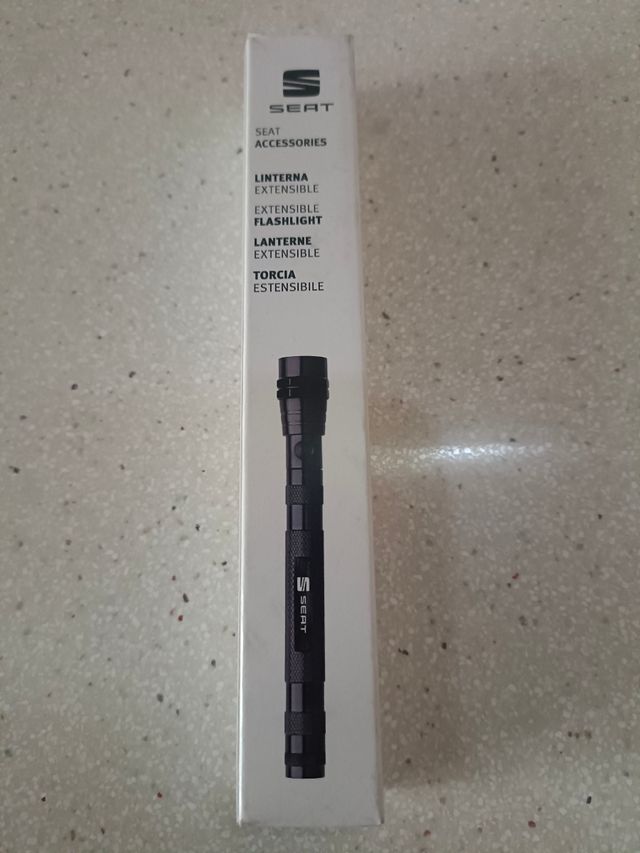 SEAT
SEAT
ACCESSORIES
LINTERNA
EXTENSIBLE
EXTENSIBLE
FLASHLIGHT
LANTERNE
EXTENSIBLE
TORCIA
ESTENSIBILE
SEAT